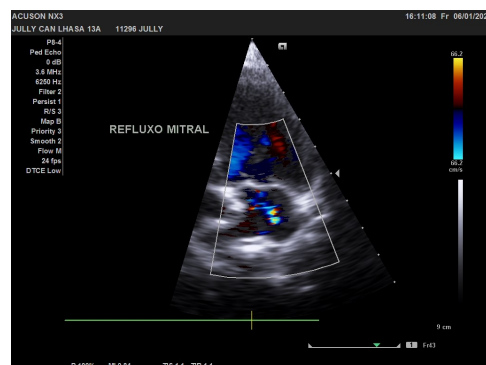 ACUSON NX3
16:11:08 Fr 06/01/202
JULLY CAN LHASA 13A 11296 JULLY
P8-4
Ped Echo
0 dB
3.6 MHz
6250 Hz
Filter 2
Persist 1
R/S 3
Map B
Priority 3
Smooth 2
Flow M
24 fps
DTCE Low
REFLUXO MITRAL
66.2
66.2
cm/s
9 cm
1 Fr43